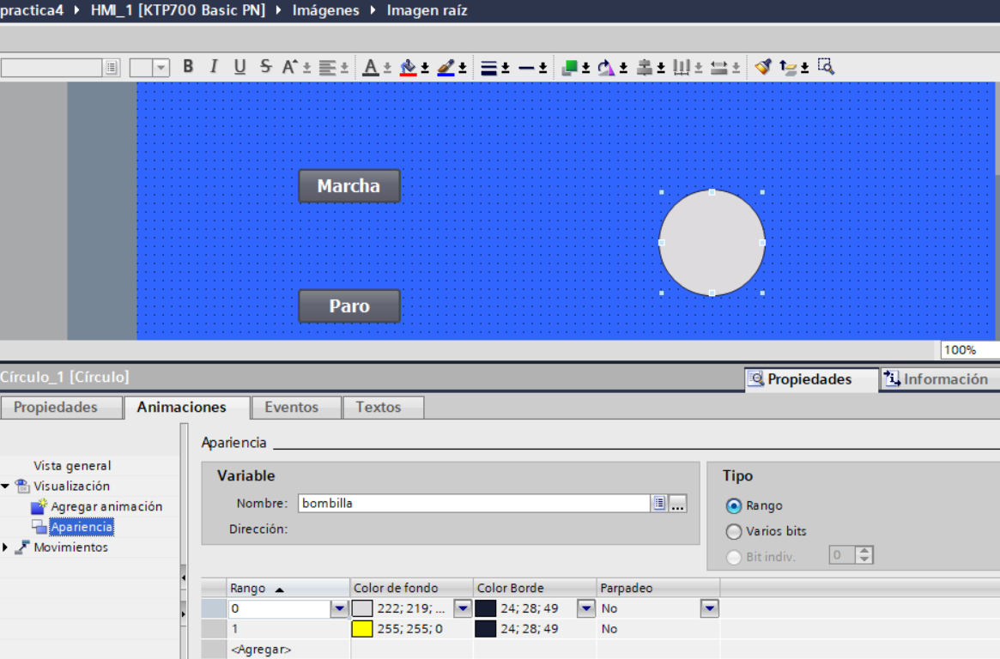 practica4 HMI_1 [KTP700 Basic PN] Imágenes Imagen raíz
B I U S A A
Marcha
Paro
100%
Círculo_1 [Círculo]
Propiedades Información
Propiedades Animaciones Eventos Textos
Apariencia
Vista general
Visualización
Agregar animación
Apariencia
Movimientos
Variable
Nombre: bombilla
Dirección:
Tipo
Rango
Varios bits
Bit indiv. 0
Rango Color de fondo Color Borde Parpadeo
0 222; 219; ... 24; 28; 49 No
1 255; 255; 0 24; 28; 49 No
<Agregar>